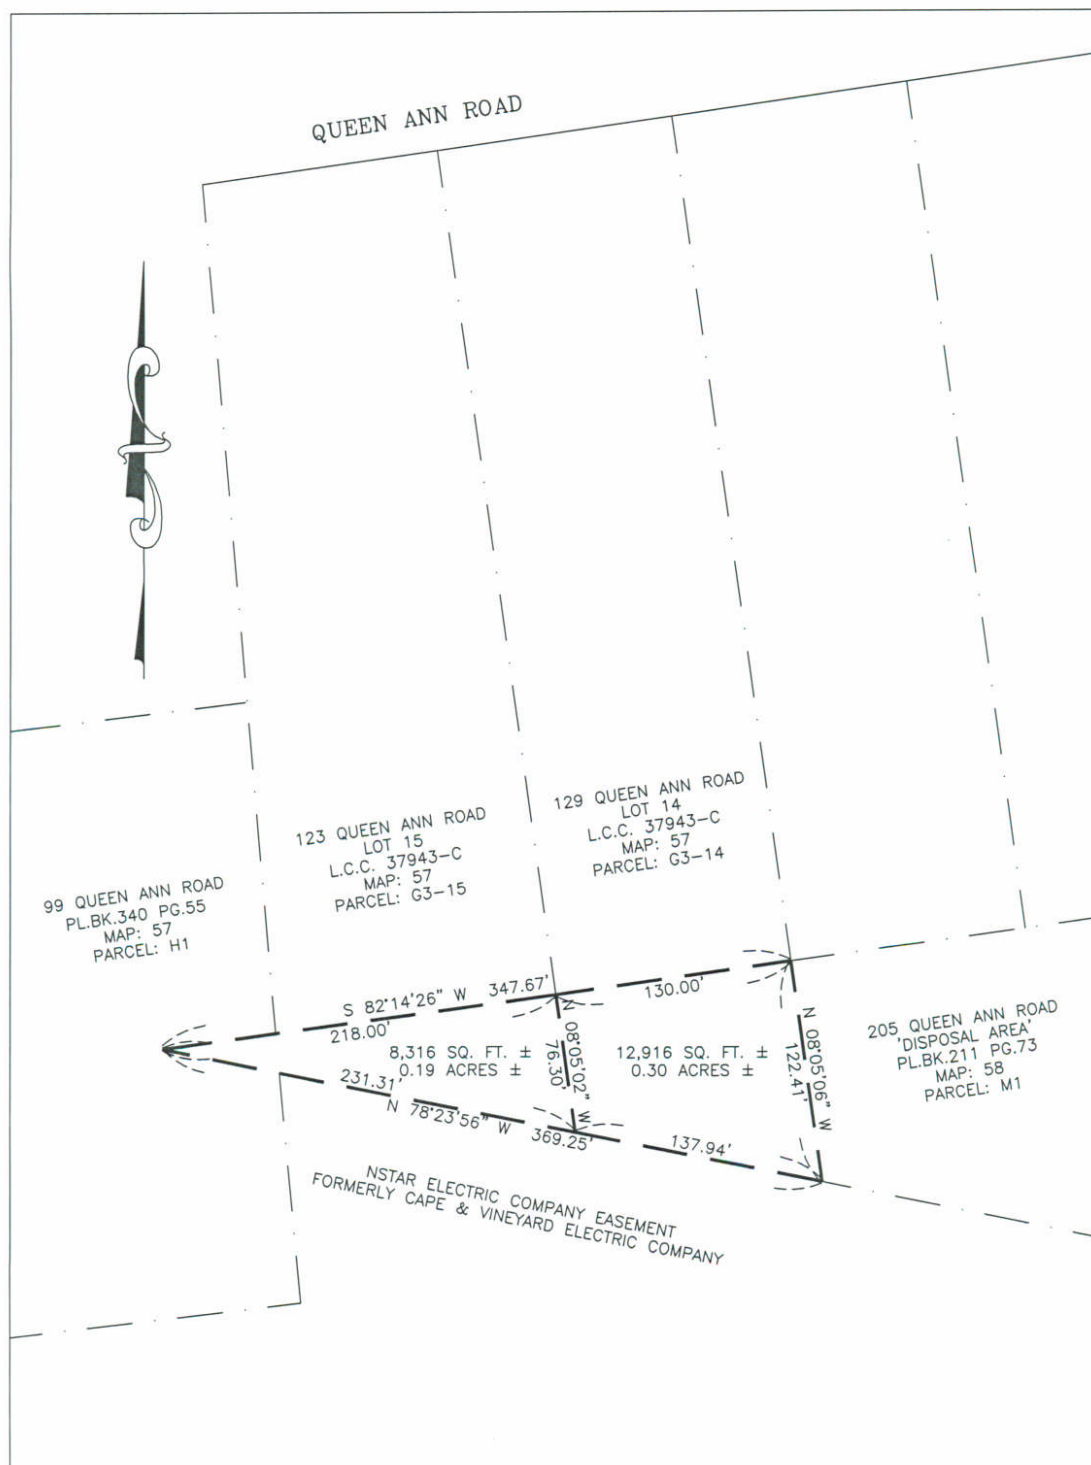 QUEEN ANN ROAD
129 QUEEN ANN ROAD
LOT 14
L.C.C. 37943-C
MAP: 57
PARCEL: G3-14
123 QUEEN ANN ROAD
LOT 15
L.C.C. 37943-C
MAP: 57
PARCEL: G3-15
99 QUEEN ANN ROAD
PL.BK.340 PG.55
MAP: 57
PARCEL: H1
S 82°14'26" W 347.67'
218.00'
130.00'
8,316 SQ. FT. ±
0.19 ACRES ±
N 08°05'02" W
76.30'
12,916 SQ. FT. ±
0.30 ACRES ±
N 08°05'06" W
122.41'
205 QUEEN ANN ROAD
'DISPOSAL AREA'
PL.BK.211 PG.73
MAP: 58
PARCEL: M1
231.31'
N 78°23'56" W 369.25'
137.94'
NSTAR ELECTRIC COMPANY EASEMENT
FORMERLY CAPE & VINEYARD ELECTRIC COMPANY